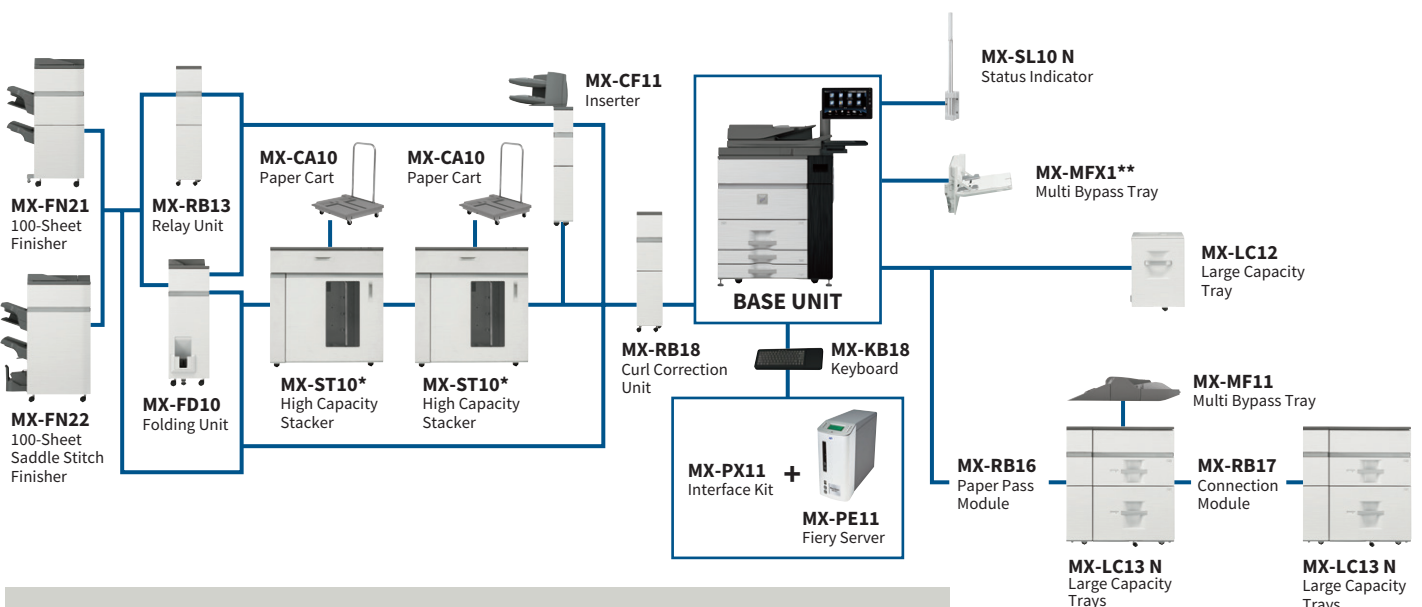 MX-SL10 N
Status Indicator
MX-CF11
Inserter
MX-CA10
Paper Cart
MX-CA10
Paper Cart
MX-MFX1**
Multi Bypass Tray
MX-FN21
100-Sheet
Finisher
MX-RB13
Relay Unit
MX-LC12
Large Capacity
Tray
BASE UNIT
MX-RB18
Curl Correction
Unit
MX-KB18
Keyboard
MX-ST10*
High Capacity
Stacker
MX-ST10*
High Capacity
Stacker
MX-FD10
Folding Unit
MX-FN22
100-Sheet
Saddle Stitch
Finisher
MX-MF11
Multi Bypass Tray
MX-PX11
Interface Kit
+
MX-PE11
Fiery Server
MX-RB16
Paper Pass
Module
MX-RB17
Connection
Module
MX-LC13 N
Large Capacity
Trays
MX-LC13 N
Large Capacity
Trays